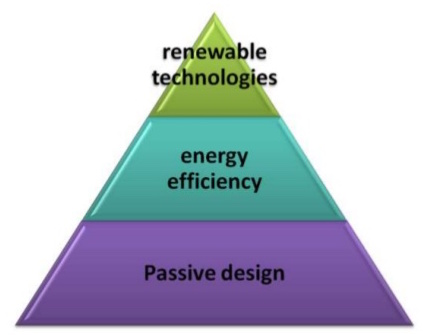 renewable
technologies
energy
efficiency
Passive design